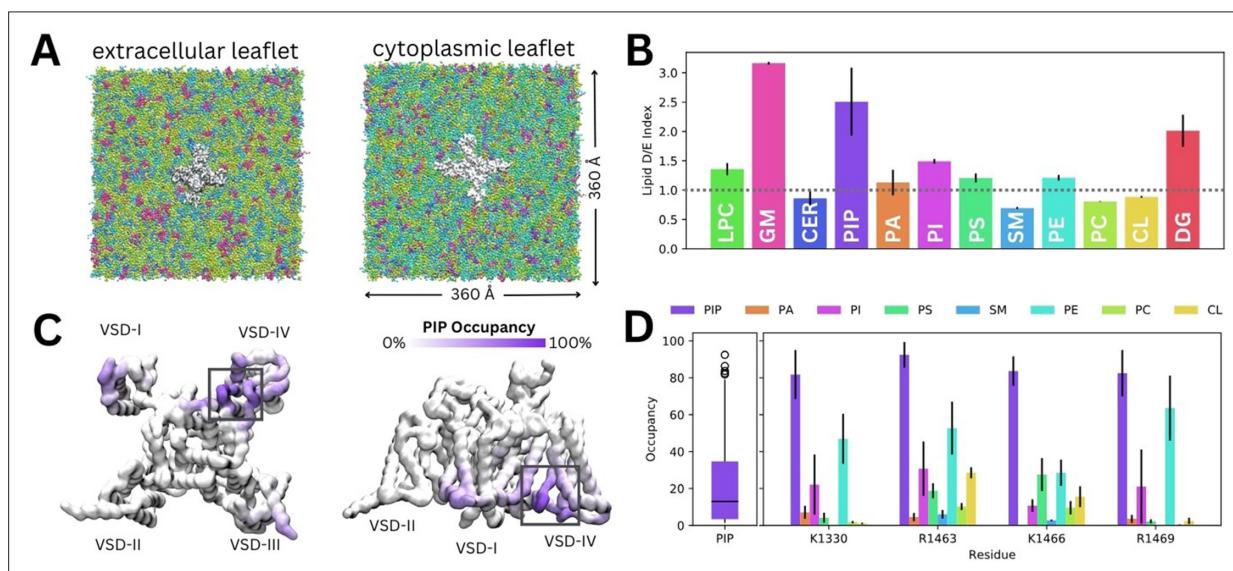 A
extracellular leaflet
cytoplasmic leaflet
360 Å
360 Å
B
Lipid D/E Index
3.0
2.5
2.0
1.5
1.0
0.5
0.0
LPC
GM
CER
PIP
PA
PI
PS
SM
PE
PC
CL
DG
C
VSD-I
VSD-IV
VSD-II
VSD-III
PIP Occupancy
0%
100%
VSD-II
VSD-I
VSD-IV
D
PIP PA PI PS SM PE PC CL
Occupancy
100
80
60
40
20
0
PIP
K1330
R1463
K1466
R1469
Residue